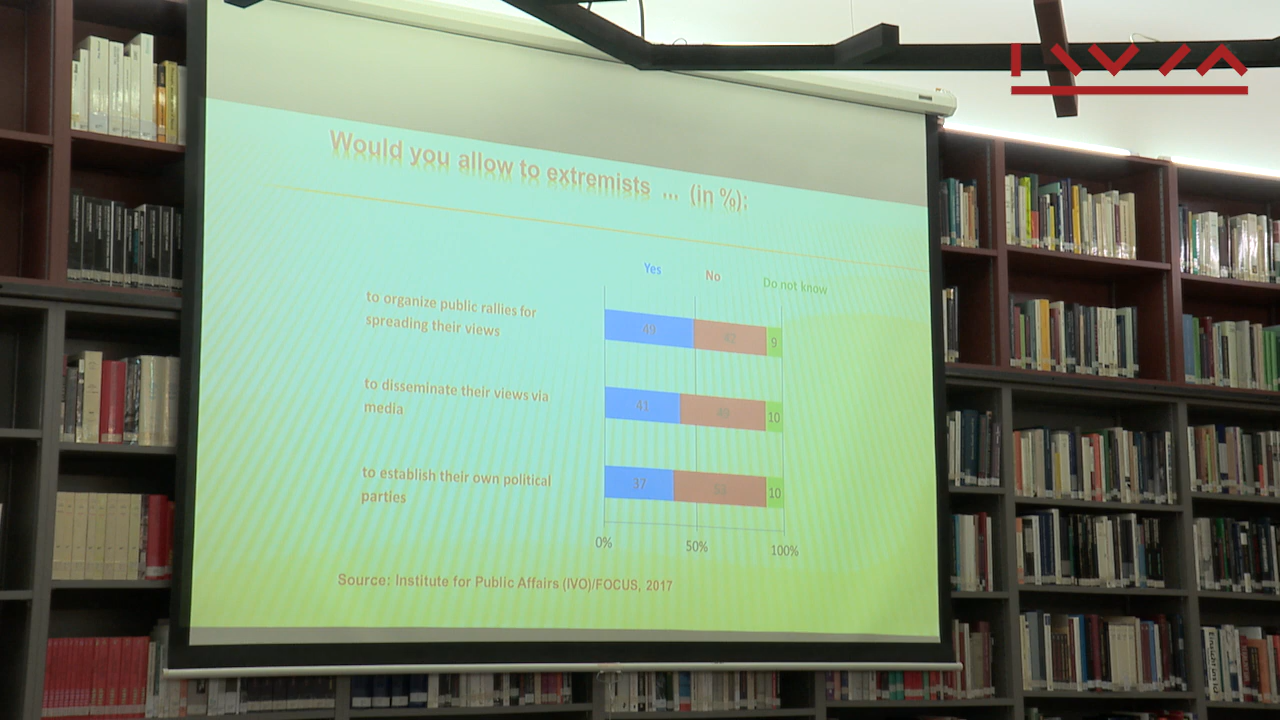 Would you allow to extremists ... (in %):
Yes No Do not know
to organize public rallies for
spreading their views
49 42 9
to disseminate their views via
media
41 49 10
to establish their own political
parties
37 53 10
0% 50% 100%
Source: Institute for Public Affairs (IVO)/FOCUS, 2017